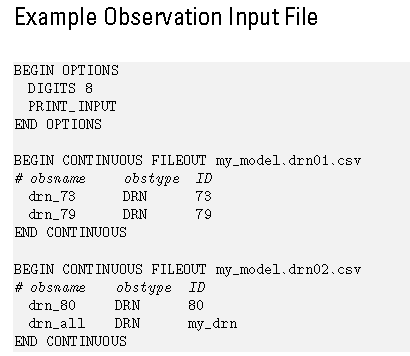 Example Observation Input File
BEGIN OPTIONS
  DIGITS 8
  PRINT_INPUT
END OPTIONS
BEGIN CONTINUOUS FILEOUT my_model.drn01.csv
# obsname     obstype  ID
  drn_73      DRN      73
  drn_79      DRN      79
END CONTINUOUS
BEGIN CONTINUOUS FILEOUT my_model.drn02.csv
# obsname    obstype  ID
  drn_80     DRN      80
  drn_all    DRN      my_drn
END CONTINUOUS